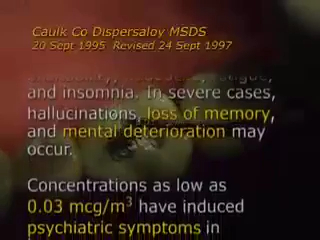 Caulk Co Dispersaloy MSDS
20 Sept 1995 Revised 24 Sept 1997
and insomnia. In severe cases,
hallucinations, loss of memory,
and mental deterioration may
occur.
Concentrations as low as
0.03 mcg/m³ have induced
psychiatric symptoms in